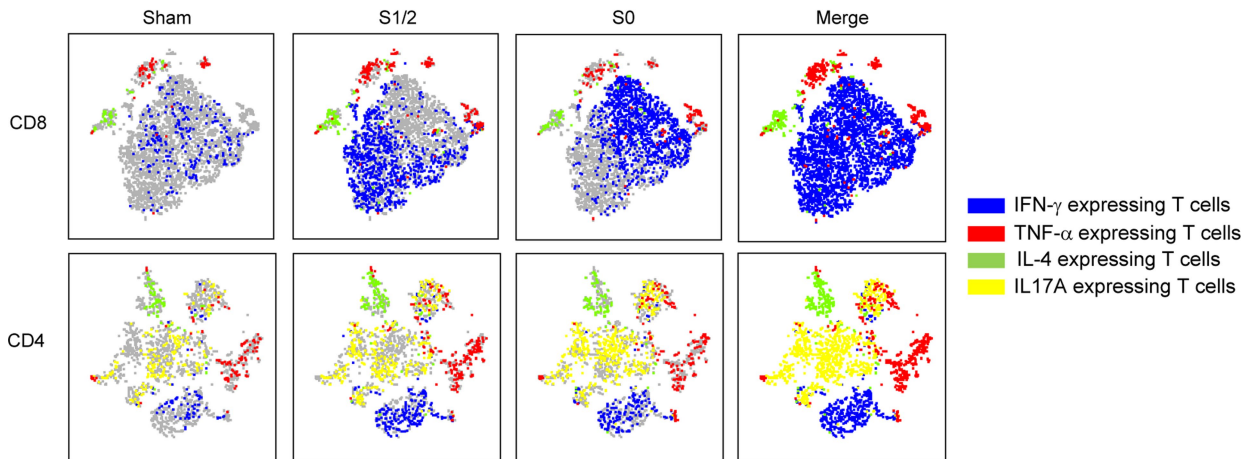 Sham S1/2 S0 Merge
CD8
IFN-γ expressing T cells
TNF-α expressing T cells
IL-4 expressing T cells
IL17A expressing T cells
CD4